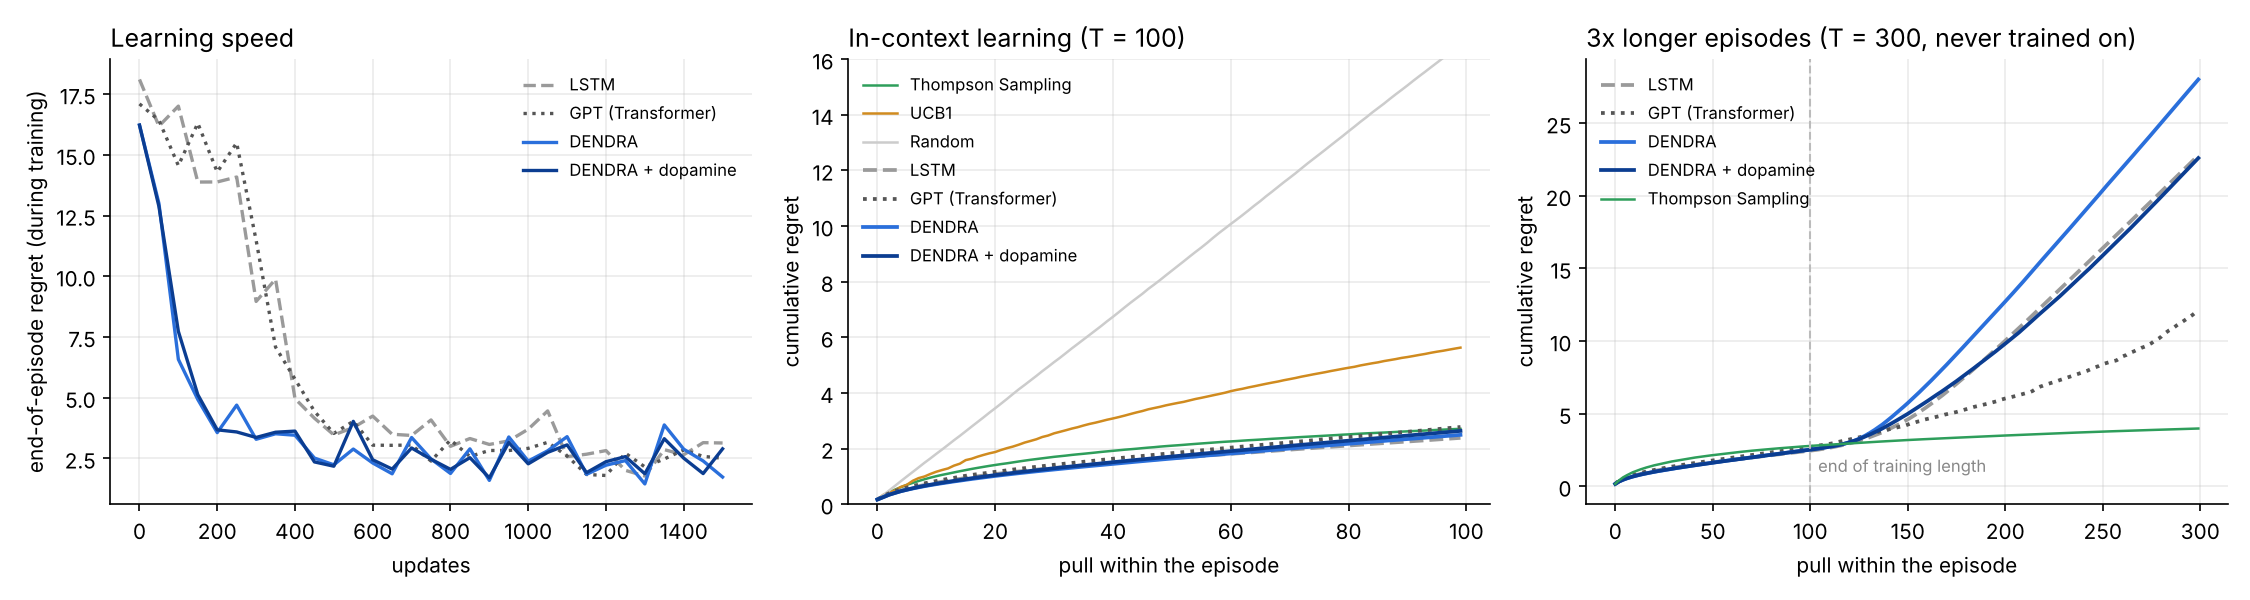 Learning speed
end-of-episode regret (during training)
17.5
15.0
12.5
10.0
7.5
5.0
2.5
LSTM
GPT (Transformer)
DENDRA
DENDRA + dopamine
0 200 400 600 800 1000 1200 1400
updates
In-context learning (T = 100)
cumulative regret
16
14
12
10
8
6
4
2
0
Thompson Sampling
UCB1
Random
LSTM
GPT (Transformer)
DENDRA
DENDRA + dopamine
0 20 40 60 80 100
pull within the episode
3x longer episodes (T = 300, never trained on)
cumulative regret
25
20
15
10
5
0
LSTM
GPT (Transformer)
DENDRA
DENDRA + dopamine
Thompson Sampling
end of training length
0 50 100 150 200 250 300
pull within the episode